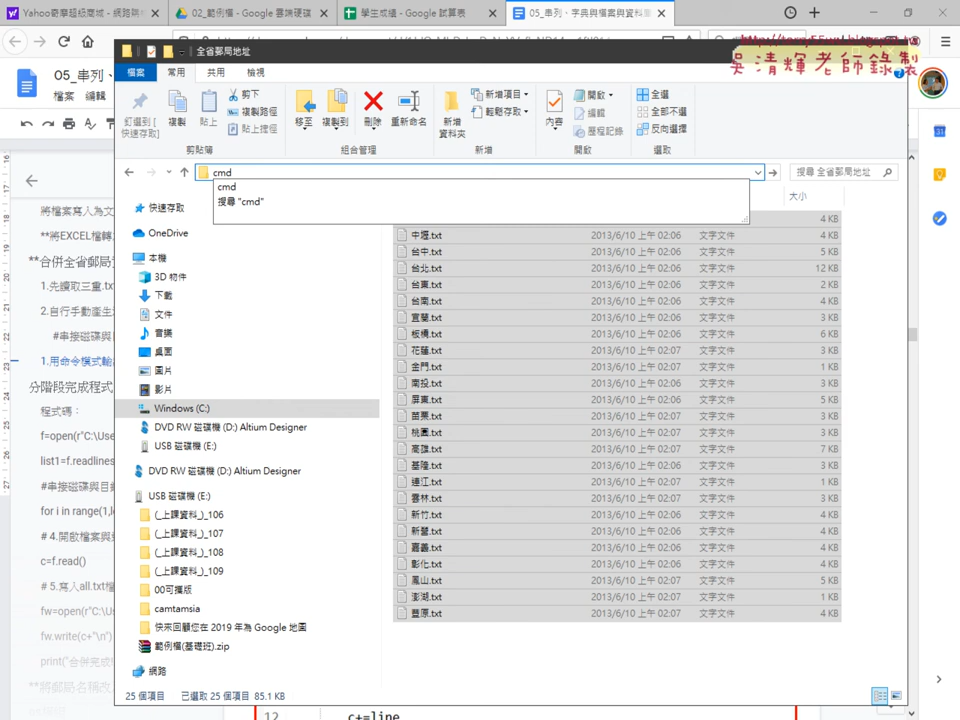 Yahoo奇摩超級商城 - 網路購
02_範例檔 - Google 雲端硬碟
學生成績 - Google 試算表
05_串列、字典與檔案與資料
全省郵局地址
吳清輝老師錄製
檔案 常用 共用 檢視
釘選到 [快速存取]
複製
貼上
剪下
複製路徑
貼上捷徑
剪貼簿
移至
複製到
刪除
重新命名
組合管理
新增資料夾
新增項目
輕鬆存取
新增
內容
開啟
編輯
歷程記錄
開啟
全選
全部不選
反向選擇
選取
cmd
搜尋 全省郵局地址
cmd
搜尋 "cmd"
大小
快速存取
OneDrive
本機
3D 物件
下載
文件
音樂
桌面
圖片
影片
Windows (C:)
DVD RW 磁碟機 (D:) Altium Designer
USB 磁碟機 (E:)
DVD RW 磁碟機 (D:) Altium Designer
USB 磁碟機 (E:)
(_上課資料_)_106
(_上課資料_)_107
(_上課資料_)_108
(_上課資料_)_109
00可攜版
camtamsia
快來回顧您在 2019 年為 Google 地圖
範例檔(基礎班).zip
網路
4 KB
中壢.txt 2013/6/10 上午 02:06 文字文件 4 KB
台中.txt 2013/6/10 上午 02:06 文字文件 5 KB
台北.txt 2013/6/10 上午 02:06 文字文件 12 KB
台東.txt 2013/6/10 上午 02:06 文字文件 2 KB
台南.txt 2013/6/10 上午 02:06 文字文件 4 KB
宜蘭.txt 2013/6/10 上午 02:06 文字文件 3 KB
板橋.txt 2013/6/10 上午 02:06 文字文件 6 KB
花蓮.txt 2013/6/10 上午 02:07 文字文件 3 KB
金門.txt 2013/6/10 上午 02:07 文字文件 1 KB
南投.txt 2013/6/10 上午 02:06 文字文件 3 KB
屏東.txt 2013/6/10 上午 02:07 文字文件 5 KB
苗栗.txt 2013/6/10 上午 02:06 文字文件 3 KB
桃園.txt 2013/6/10 上午 02:06 文字文件 3 KB
高雄.txt 2013/6/10 上午 02:07 文字文件 7 KB
基隆.txt 2013/6/10 上午 02:06 文字文件 3 KB
連江.txt 2013/6/10 上午 02:07 文字文件 1 KB
雲林.txt 2013/6/10 上午 02:07 文字文件 3 KB
新竹.txt 2013/6/10 上午 02:06 文字文件 3 KB
新營.txt 2013/6/10 上午 02:06 文字文件 3 KB
嘉義.txt 2013/6/10 上午 02:06 文字文件 4 KB
彰化.txt 2013/6/10 上午 02:06 文字文件 4 KB
鳳山.txt 2013/6/10 上午 02:07 文字文件 5 KB
澎湖.txt 2013/6/10 上午 02:07 文字文件 1 KB
豐原.txt 2013/6/10 上午 02:06 文字文件 4 KB
25 個項目 已選取 25 個項目 85.1 KB
05_串列、
檔案 編輯
將檔案寫入為文
**將EXCEL檔轉
**合併全省郵局
1.先讀取三重.tx
2.自行手動產生
#串接磁碟與目
1.用命令模式輸
分階段完成程式
程式碼：
f=open(r"C:\Use
list1=f.readlines
#串接磁碟與目錄
for i in range(1,l
# 4.開啟檔案與
c=f.read()
# 5.寫入all.txt檔
fw=open(r"C:\U
fw.write(c+"\n")
print("合併完成
**將郵局名稱改
12 c+=line